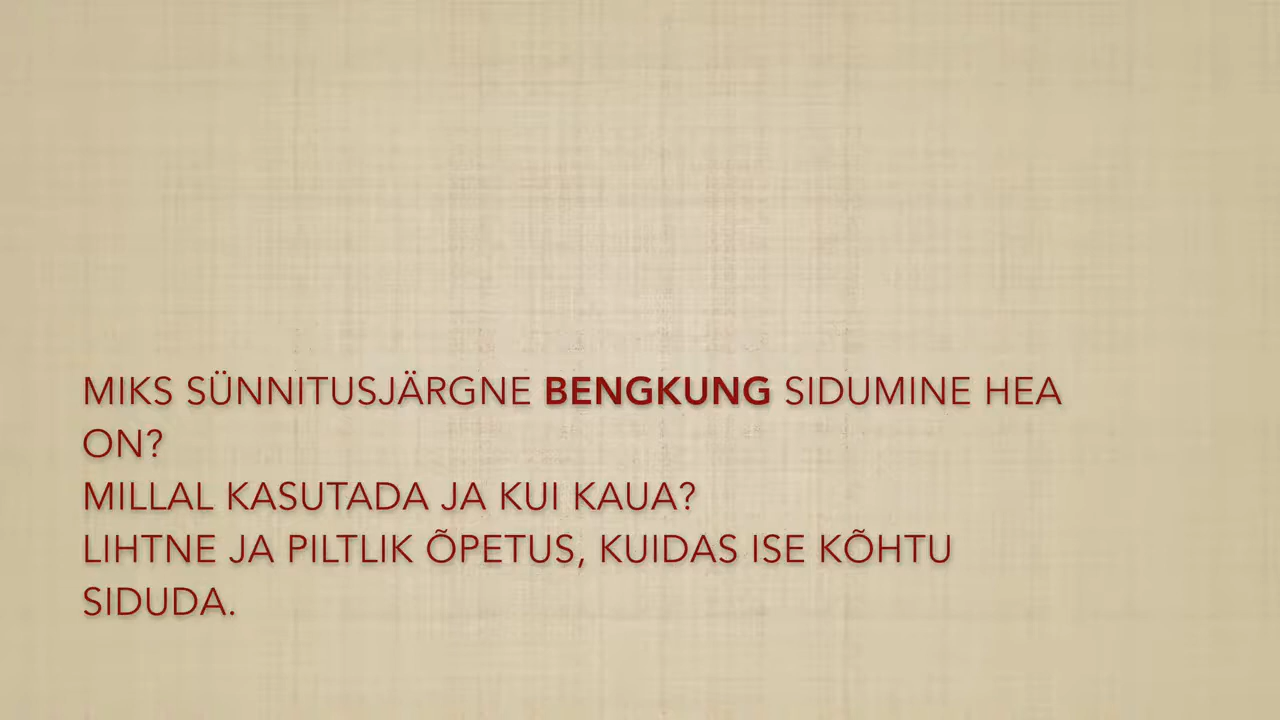 MIKS SÜNNITUSJÄRGNE BENGKUNG SIDUMINE HEA
ON?
MILLAL KASUTADA JA KUI KAUA?
LIHTNE JA PILTLIK ÕPETUS, KUIDAS ISE KÕHTU
SIDUDA.